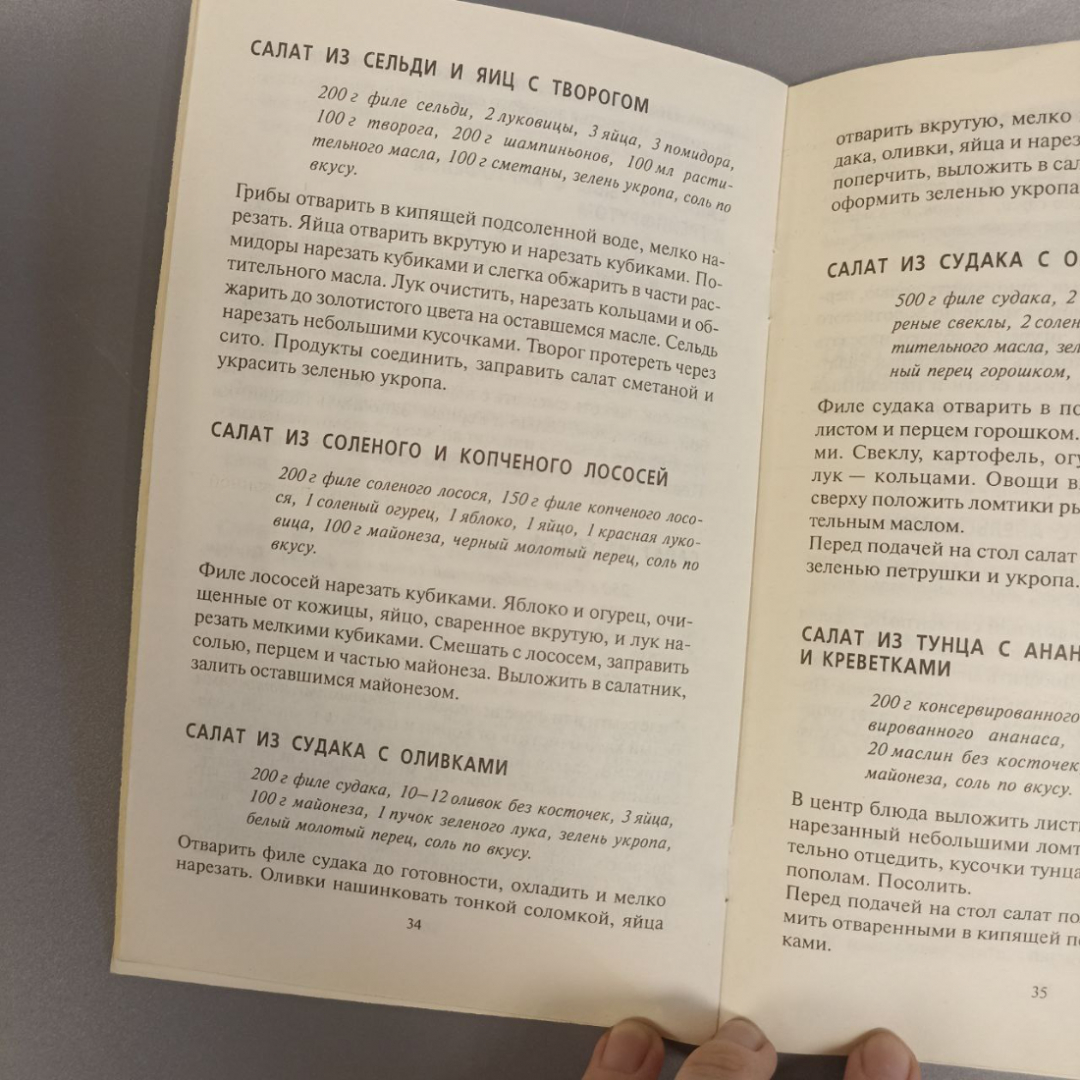 САЛАТ ИЗ СЕЛЬДИ И ЯИЦ С ТВОРОГОМ
200 г филе сельди, 2 луковицы, 3 яйца, 3 помидора,
100 г творога, 200 г шампиньонов, 100 мл расти-
тельного масла, 100 г сметаны, зелень укропа, соль по
вкусу.
Грибы отварить в кипящей подсоленной воде, мелко на-
резать. Яйца отварить вкрутую и нарезать кубиками. По-
мидоры нарезать кубиками и слегка обжарить в части рас-
тительного масла. Лук очистить, нарезать кольцами и об-
жарить до золотистого цвета на оставшемся масле. Сельдь
нарезать небольшими кусочками. Творог протереть через
сито. Продукты соединить, заправить салат сметаной и
украсить зеленью укропа.
САЛАТ ИЗ СОЛЕНОГО И КОПЧЕНОГО ЛОСОСЕЙ
200 г филе соленого лосося, 150 г филе копченого лосо-
ся, 1 соленый огурец, 1 яблоко, 1 яйцо, 1 красная луко-
вица, 100 г майонеза, черный молотый перец, соль по
вкусу.
Филе лососей нарезать кубиками. Яблоко и огурец, очи-
щенные от кожицы, яйцо, сваренное вкрутую, и лук на-
резать мелкими кубиками. Смешать с лососем, заправить
солью, перцем и частью майонеза. Выложить в салатник,
залить оставшимся майонезом.
САЛАТ ИЗ СУДАКА С ОЛИВКАМИ
200 г филе судака, 10–12 оливок без косточек, 3 яйца,
100 г майонеза, 1 пучок зеленого лука, зелень укропа,
белый молотый перец, соль по вкусу.
Отварить филе судака до готовности, охладить и мелко
нарезать. Оливки нашинковать тонкой соломкой, яйца
34
отварить вкрутую, мелко
дака, оливки, яйца и нарез
поперчить, выложить в сал
оформить зеленью укропа
САЛАТ ИЗ СУДАКА С О
500 г филе судака, 2
реные свеклы, 2 солен
тительного масла, зел
ный перец горошком,
Филе судака отварить в по
листом и перцем горошком.
ми. Свеклу, картофель, огу
лук — кольцами. Овощи в
сверху положить ломтики ры
тельным маслом.
Перед подачей на стол салат
зеленью петрушки и укропа.
САЛАТ ИЗ ТУНЦА С АНАН
И КРЕВЕТКАМИ
200 г консервированного
вированного ананаса,
20 маслин без косточек
майонеза, соль по вкусу.
В центр блюда выложить листь
нарезанный небольшими ломт
тельно отцедить, кусочки тунца
пополам. Посолить.
Перед подачей на стол салат по
мить отваренными в кипящей по
ками.
35